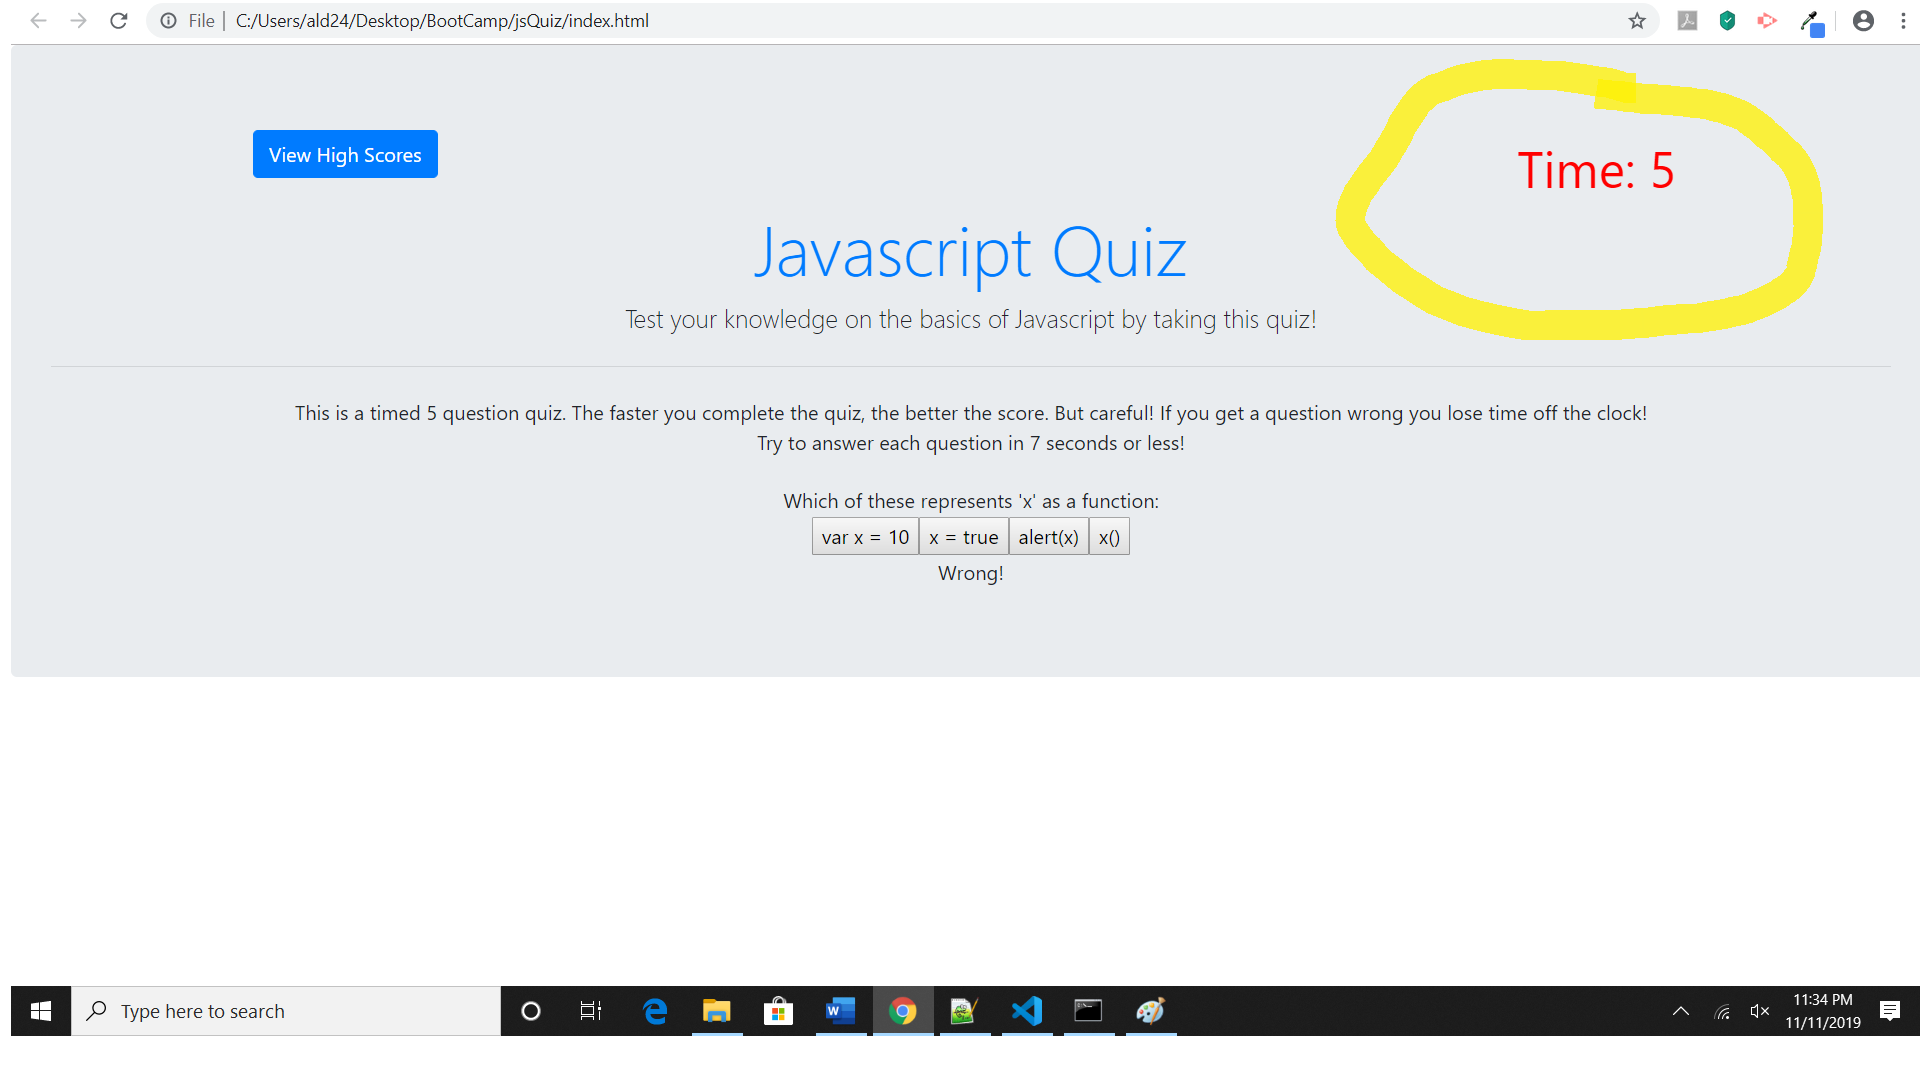 File | C:/Users/ald24/Desktop/BootCamp/jsQuiz/index.html
View High Scores
Time: 5
Javascript Quiz
Test your knowledge on the basics of Javascript by taking this quiz!
This is a timed 5 question quiz. The faster you complete the quiz, the better the score. But careful! If you get a question wrong you lose time off the clock!
Try to answer each question in 7 seconds or less!
Which of these represents 'x' as a function:
var x = 10 x = true alert(x) x()
Wrong!
Type here to search
11:34 PM
11/11/2019